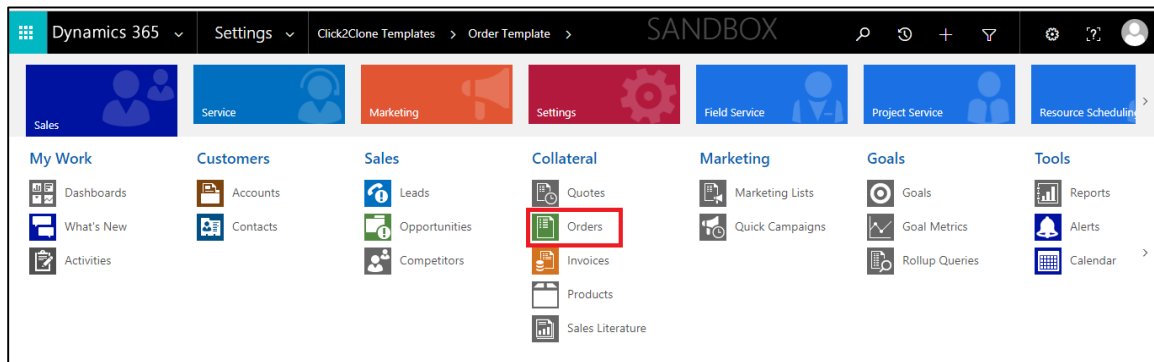 Dynamics 365 Settings Click2Clone Templates > Order Template > SANDBOX
Sales Service Marketing Settings Field Service Project Service Resource Scheduling
My Work
Dashboards
What's New
Activities
Customers
Accounts
Contacts
Sales
Leads
Opportunities
Competitors
Collateral
Quotes
Orders
Invoices
Products
Sales Literature
Marketing
Marketing Lists
Quick Campaigns
Goals
Goals
Goal Metrics
Rollup Queries
Tools
Reports
Alerts
Calendar